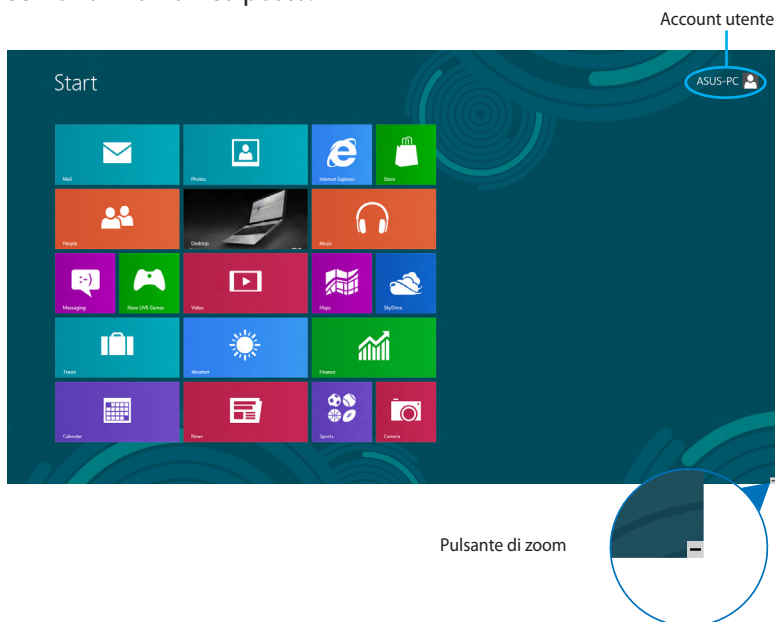 Account utente
Start
ASUS-PC
Mail
Photos
Internet Explorer
Store
People
Desktop
Music
Messaging
Xbox LIVE Games
Video
Maps
SkyDrive
Travel
Weather
Finance
Calendar
News
Sports
Camera
Pulsante di zoom